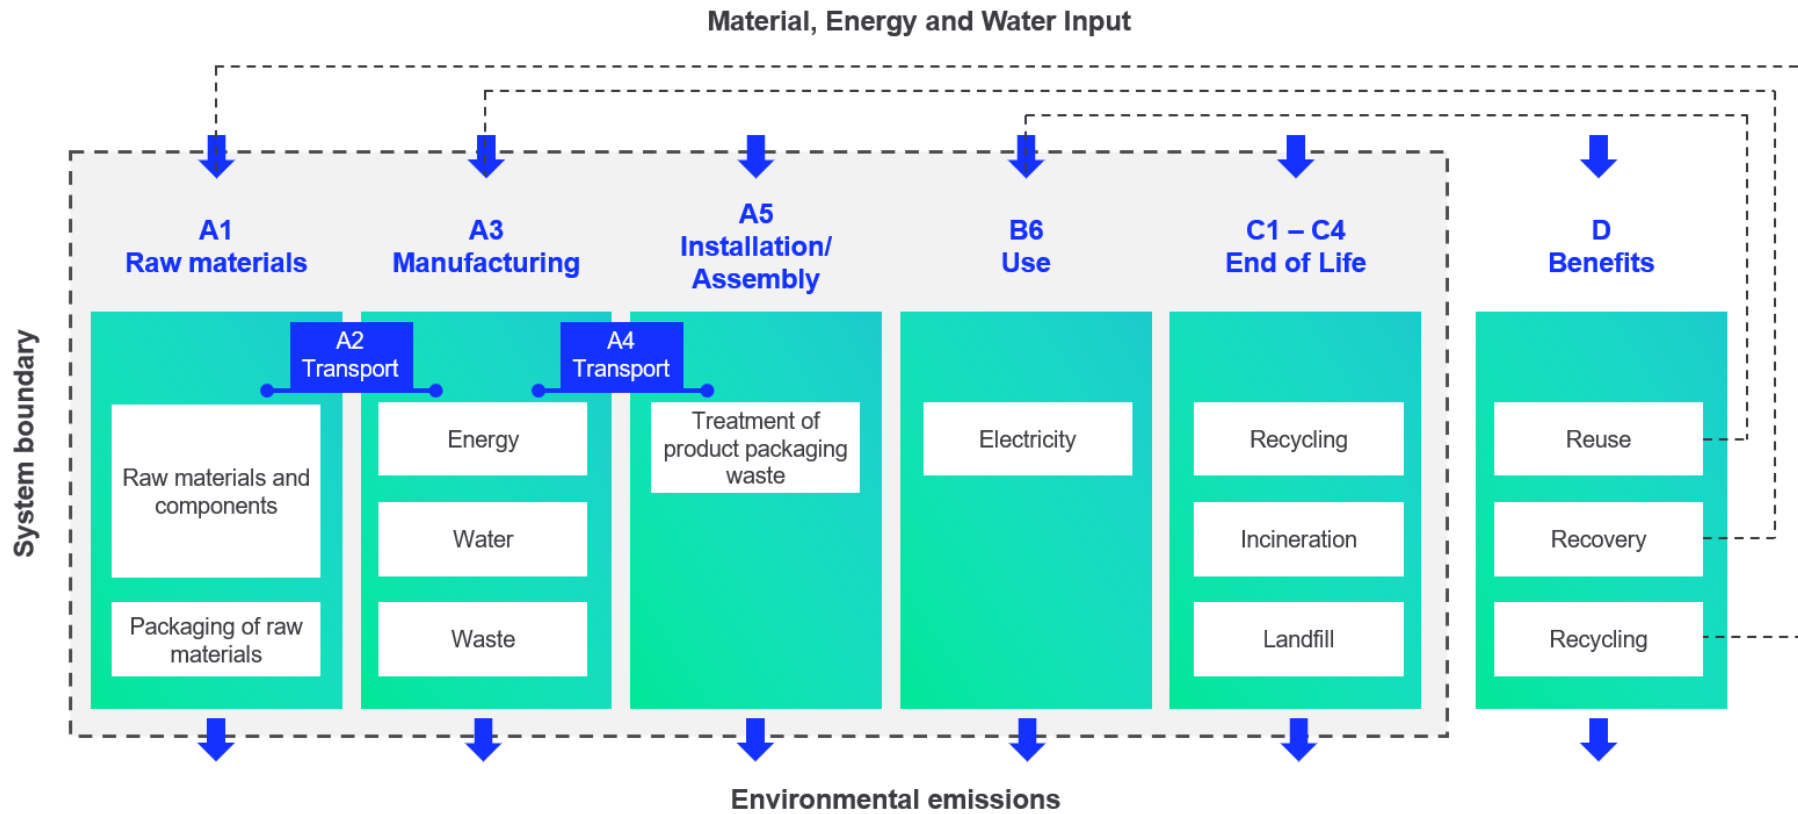 Material, Energy and Water Input
System boundary
A1
Raw materials
A3
Manufacturing
A5
Installation/
Assembly
B6
Use
C1 – C4
End of Life
D
Benefits
A2
Transport
A4
Transport
Raw materials and
components
Packaging of raw
materials
Energy
Water
Waste
Treatment of
product packaging
waste
Electricity
Recycling
Incineration
Landfill
Reuse
Recovery
Recycling
Environmental emissions